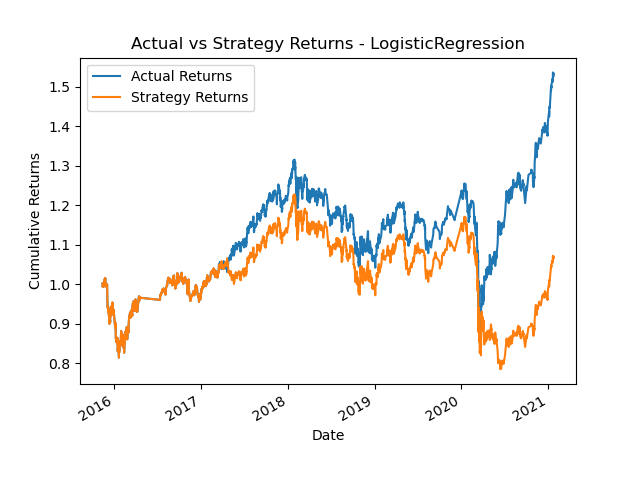 Actual vs Strategy Returns - LogisticRegression
Actual Returns
Strategy Returns
Cumulative Returns
1.5
1.4
1.3
1.2
1.1
1.0
0.9
0.8
2016
2017
2018
2019
2020
2021
Date